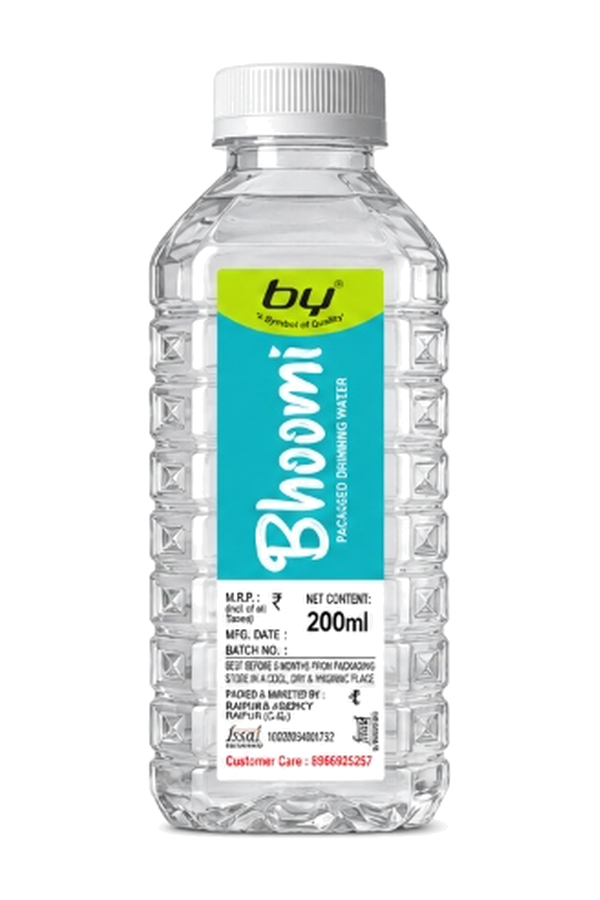 by®
"A Symbol of Quality"
Bhoomi
PACKAGED DRINKING WATER
M.R.P. : ₹
(Incl. of all
Taxes)
NET CONTENT:
200ml
MFG. DATE :
BATCH NO. :
BEST BEFORE 6 MONTHS FROM PACKAGING
STORE IN A COOL, DRY & HYGIENIC PLACE
PACKED & MARKETED BY :
RAIPUR
RAIPUR (C.G.)
fssai
Customer Care : 8966925257